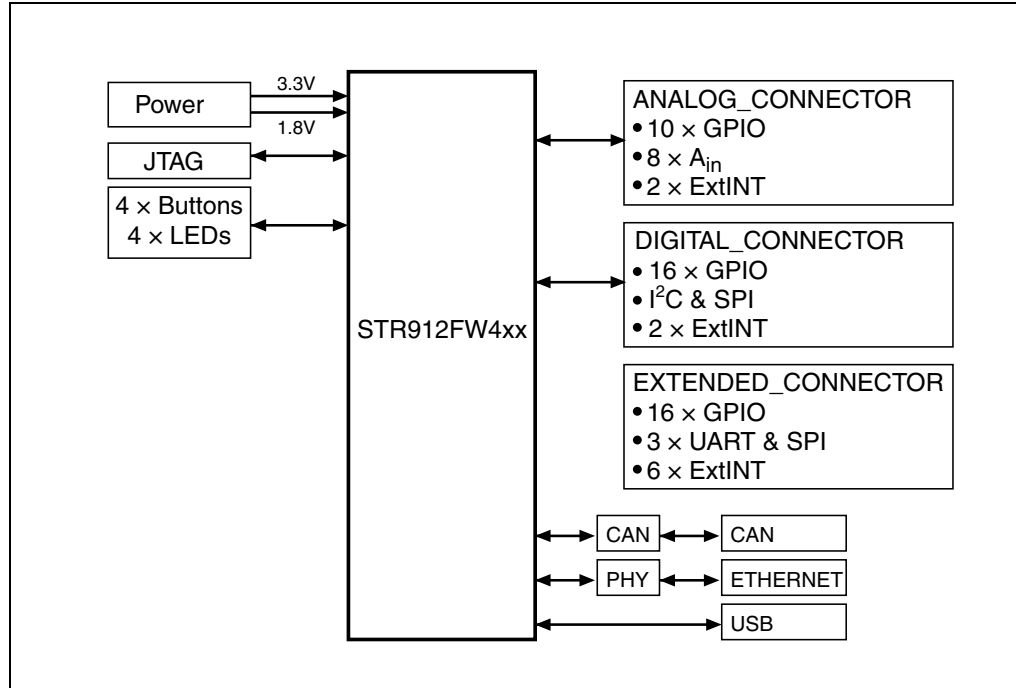 3.3V
Power
1.8V
JTAG
4 × Buttons
4 × LEDs
STR912FW4xx
ANALOG_CONNECTOR
• 10 × GPIO
• 8 × Ain
• 2 × ExtINT
DIGITAL_CONNECTOR
• 16 × GPIO
• I²C & SPI
• 2 × ExtINT
EXTENDED_CONNECTOR
• 16 × GPIO
• 3 × UART & SPI
• 6 × ExtINT
CAN CAN
PHY ETHERNET
USB